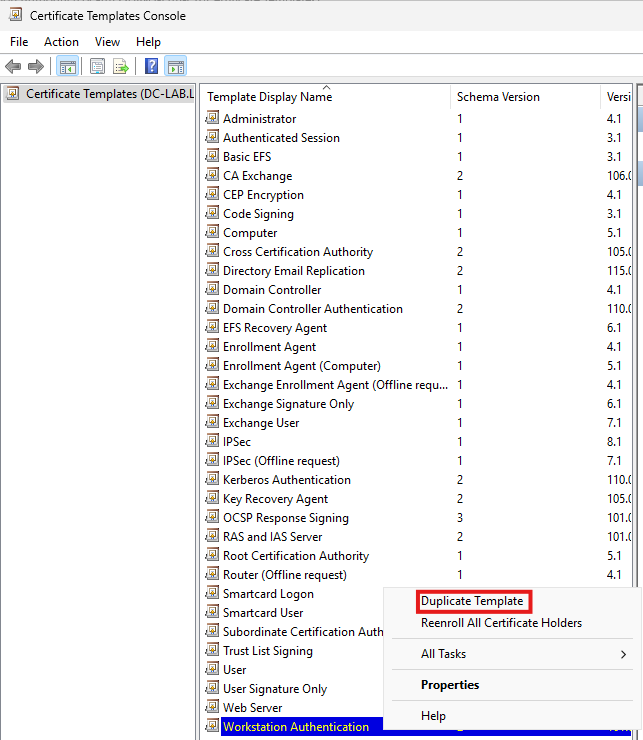 Certificate Templates Console
File Action View Help
Certificate Templates (DC-LAB.L
Template Display Name Schema Version Versi
Administrator 1 4.1
Authenticated Session 1 3.1
Basic EFS 1 3.1
CA Exchange 2 106.0
CEP Encryption 1 4.1
Code Signing 1 3.1
Computer 1 5.1
Cross Certification Authority 2 105.0
Directory Email Replication 2 115.0
Domain Controller 1 4.1
Domain Controller Authentication 2 110.0
EFS Recovery Agent 1 6.1
Enrollment Agent 1 4.1
Enrollment Agent (Computer) 1 5.1
Exchange Enrollment Agent (Offline requ... 1 4.1
Exchange Signature Only 1 6.1
Exchange User 1 7.1
IPSec 1 8.1
IPSec (Offline request) 1 7.1
Kerberos Authentication 2 110.0
Key Recovery Agent 2 105.0
OCSP Response Signing 3 101.0
RAS and IAS Server 2 101.0
Root Certification Authority 1 5.1
Router (Offline request) 1 4.1
Smartcard Logon
Smartcard User
Subordinate Certification Auth
Trust List Signing
User
User Signature Only
Web Server
Workstation Authentication
Duplicate Template
Reenroll All Certificate Holders
All Tasks
Properties
Help